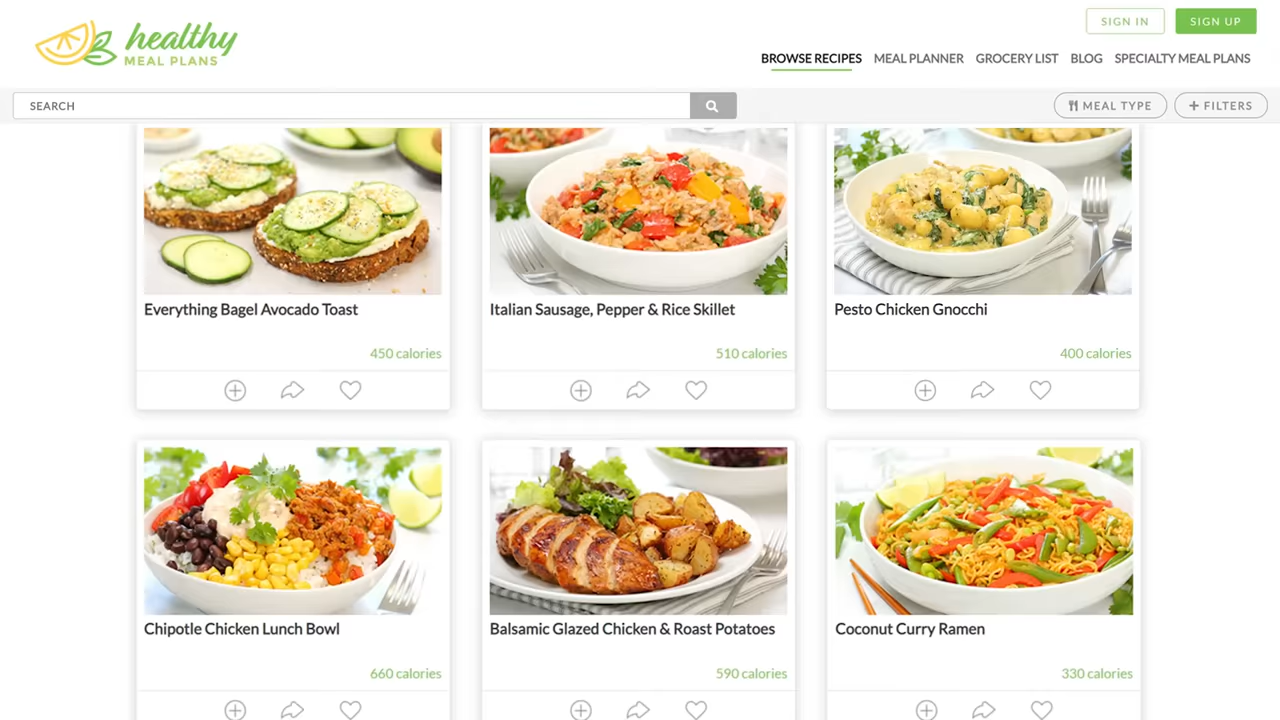 healthy
MEAL PLANS
SIGN IN
SIGN UP
BROWSE RECIPES
MEAL PLANNER
GROCERY LIST
BLOG
SPECIALTY MEAL PLANS
SEARCH
MEAL TYPE
+ FILTERS
Everything Bagel Avocado Toast
450 calories
Italian Sausage, Pepper & Rice Skillet
510 calories
Pesto Chicken Gnocchi
400 calories
Chipotle Chicken Lunch Bowl
660 calories
Balsamic Glazed Chicken & Roast Potatoes
590 calories
Coconut Curry Ramen
330 calories